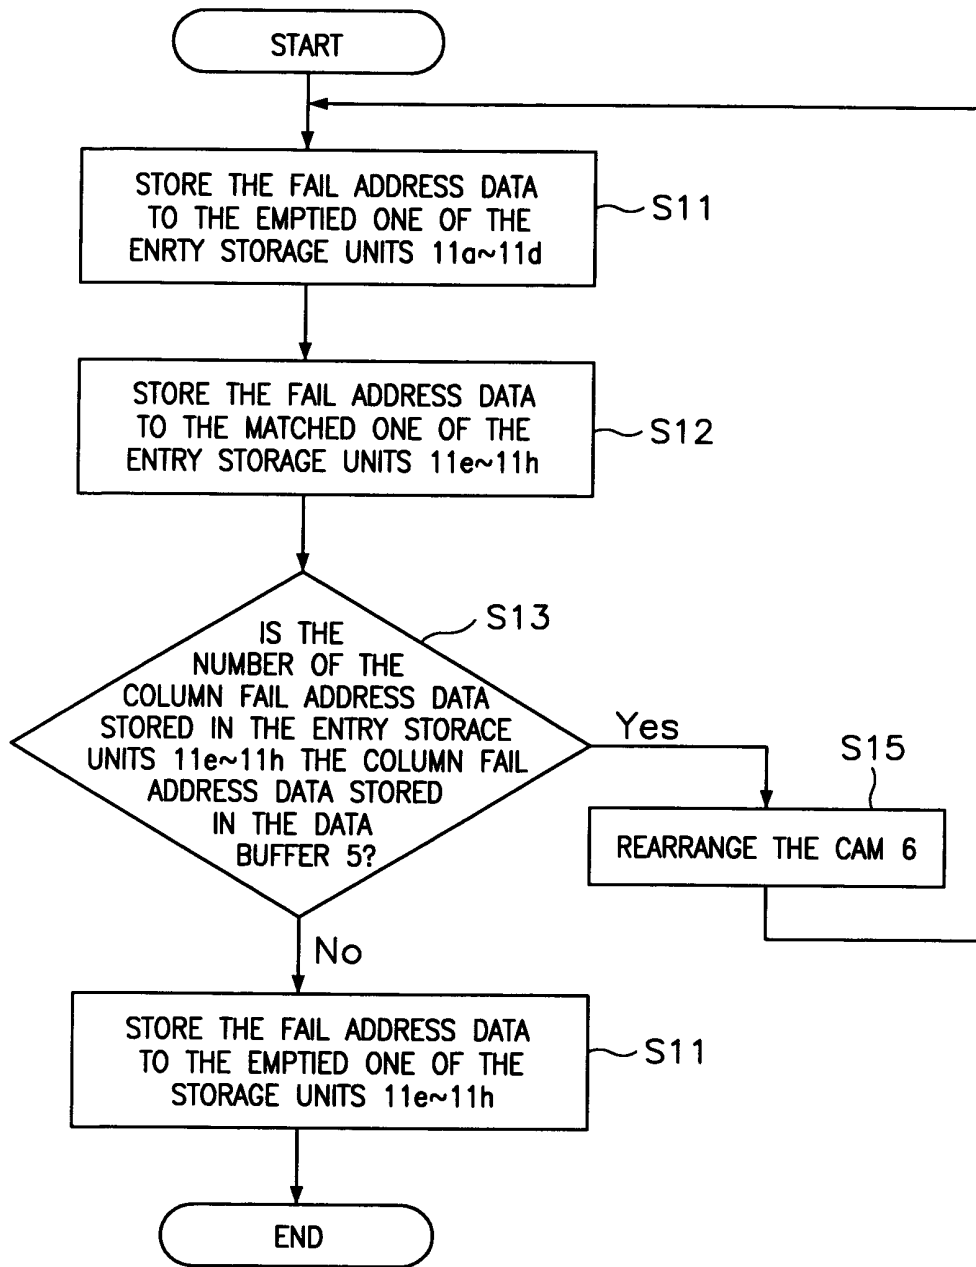 START
STORE THE FAIL ADDRESS DATA
TO THE EMPTIED ONE OF THE
ENRTY STORAGE UNITS 11a~11d
S11
STORE THE FAIL ADDRESS DATA
TO THE MATCHED ONE OF THE
ENTRY STORAGE UNITS 11e~11h
S12
IS THE
NUMBER OF THE
COLUMN FAIL ADDRESS DATA
STORED IN THE ENTRY STORACE
UNITS 11e~11h THE COLUMN FAIL
ADDRESS DATA STORED
IN THE DATA
BUFFER 5?
S13
Yes
S15
REARRANGE THE CAM 6
No
STORE THE FAIL ADDRESS DATA
TO THE EMPTIED ONE OF THE
STORAGE UNITS 11e~11h
S11
END